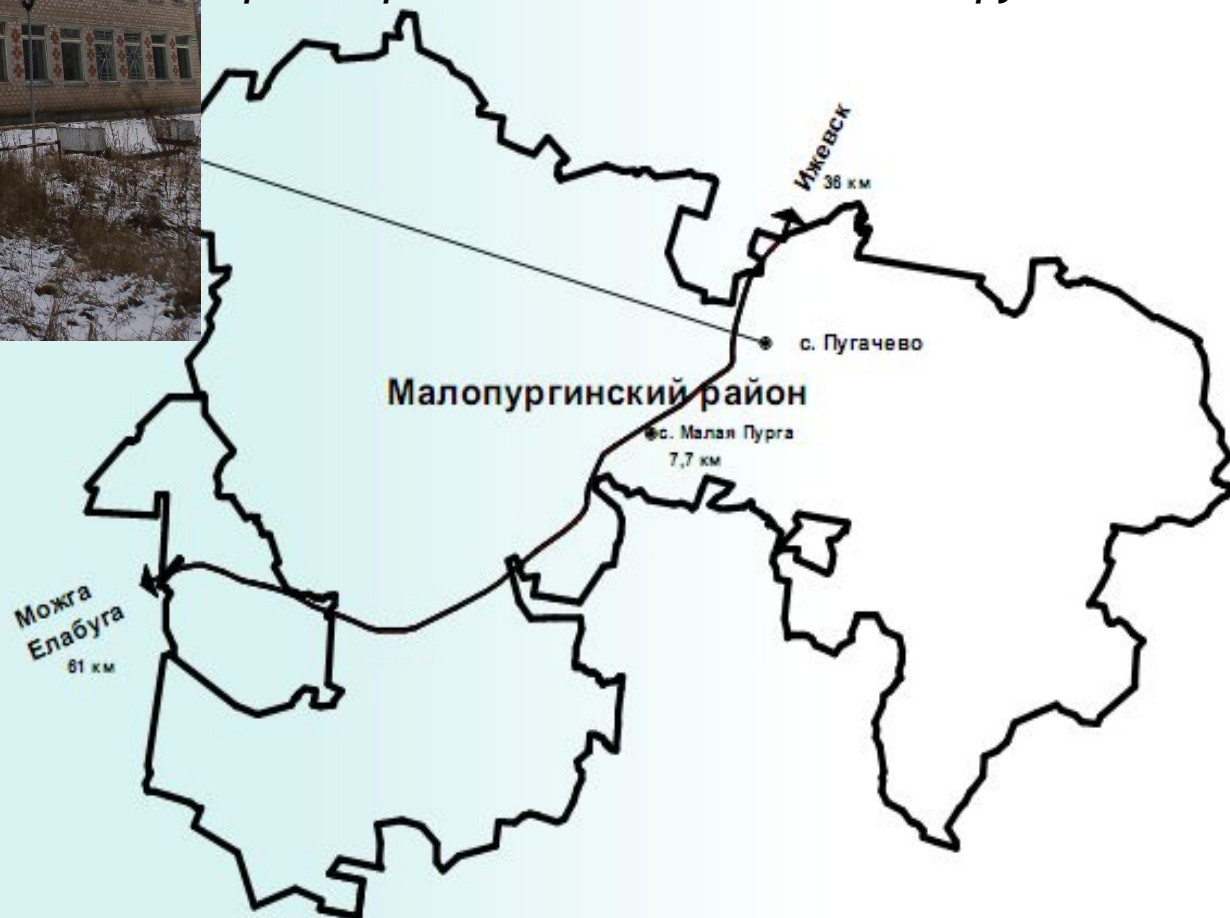 Ижевск
36 км
с. Пугачево
Малопургинский район
с. Малая Пурга
7,7 км
Можга
Елабуга
61 км